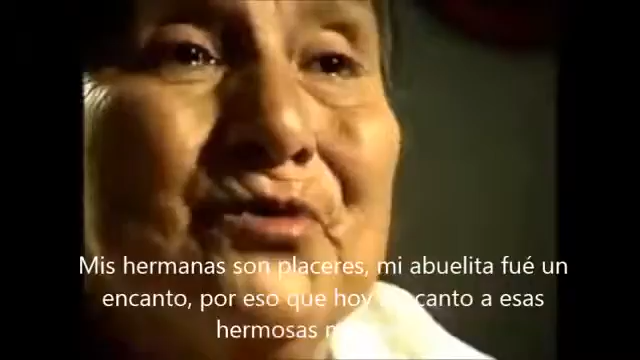 Mis hermanas son placeres, mi abuelita fué un
encanto, por eso que hoy canto a esas
hermosas